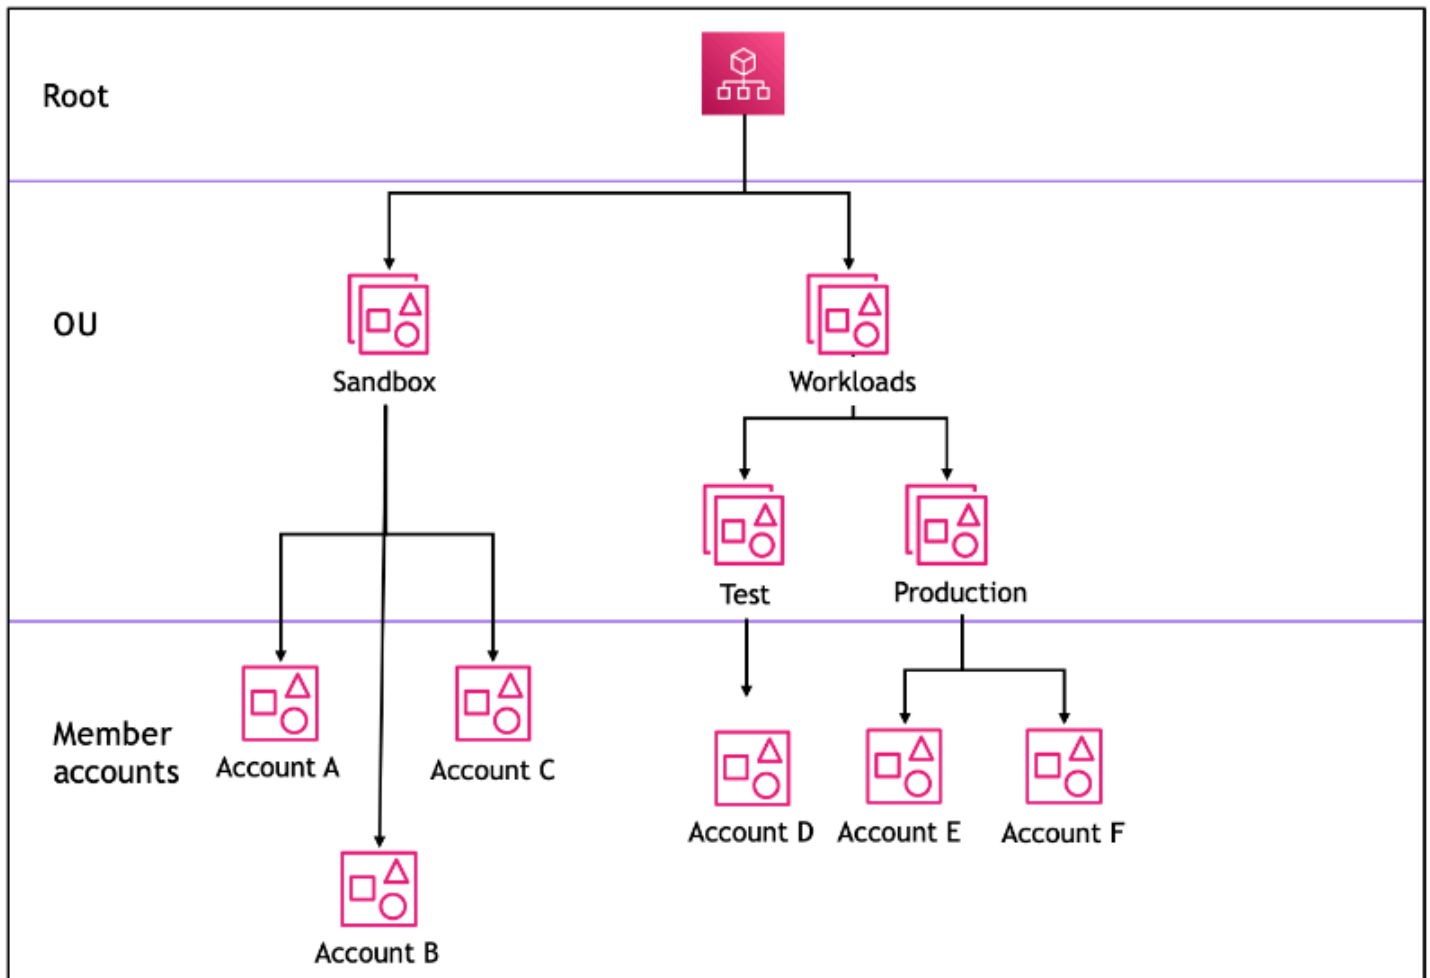 Root
OU
Sandbox
Workloads
Test
Production
Member
accounts
Account A
Account C
Account D
Account E
Account F
Account B